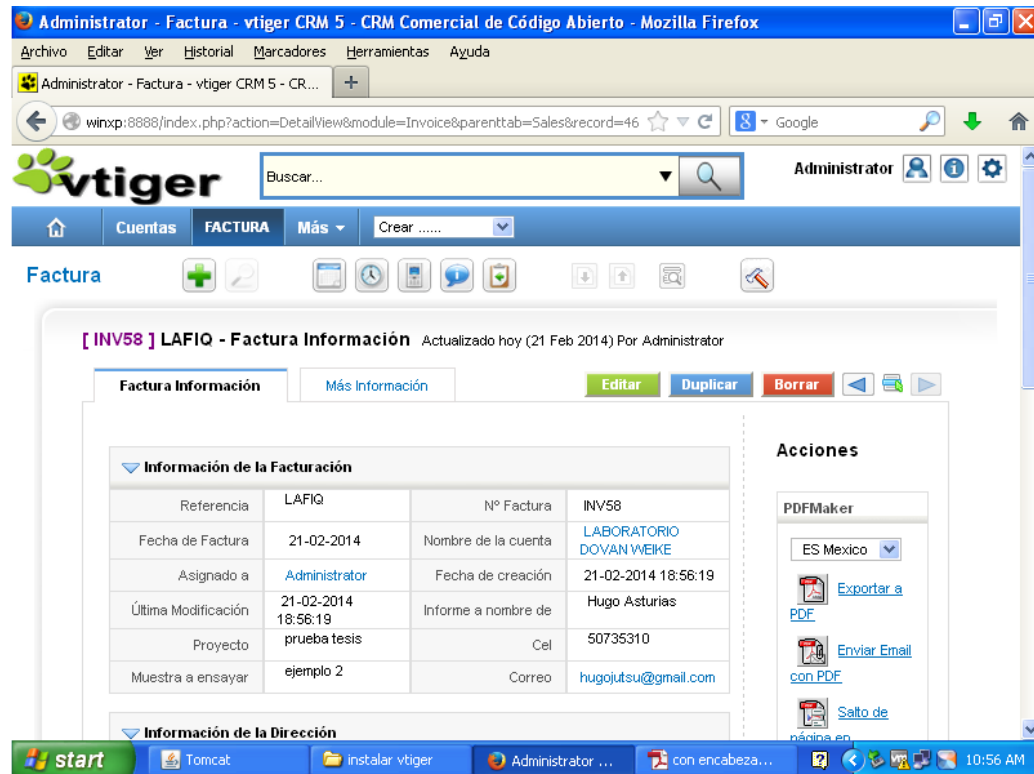 Administrator - Factura - vtiger CRM 5 - CRM Comercial de Código Abierto - Mozilla Firefox
Archivo Editar Ver Historial Marcadores Herramientas Ayuda
Administrator - Factura - vtiger CRM 5 - CR...
winxp:8888/index.php?action=DetailView&module=Invoice&parenttab=Sales&record=46
Google
vtiger
Buscar...
Administrator
Cuentas FACTURA Más Crear ......
Factura
[ INV58 ] LAFIQ - Factura Información Actualizado hoy (21 Feb 2014) Por Administrator
Factura Información Más Información Editar Duplicar Borrar
Información de la Facturación
Referencia LAFIQ Nº Factura INV58
Fecha de Factura 21-02-2014 Nombre de la cuenta LABORATORIO DOVAN WEIKE
Asignado a Administrator Fecha de creación 21-02-2014 18:56:19
Última Modificación 21-02-2014 18:56:19 Informe a nombre de Hugo Asturias
Proyecto prueba tesis Cel 50735310
Muestra a ensayar ejemplo 2 Correo hugojutsu@gmail.com
Información de la Dirección
Acciones
PDFMaker
ES Mexico
Exportar a
PDF
Enviar Email
con PDF
Salto de
página en
start Tomcat instalar vtiger Administrator ... con encabeza... 10:56 AM